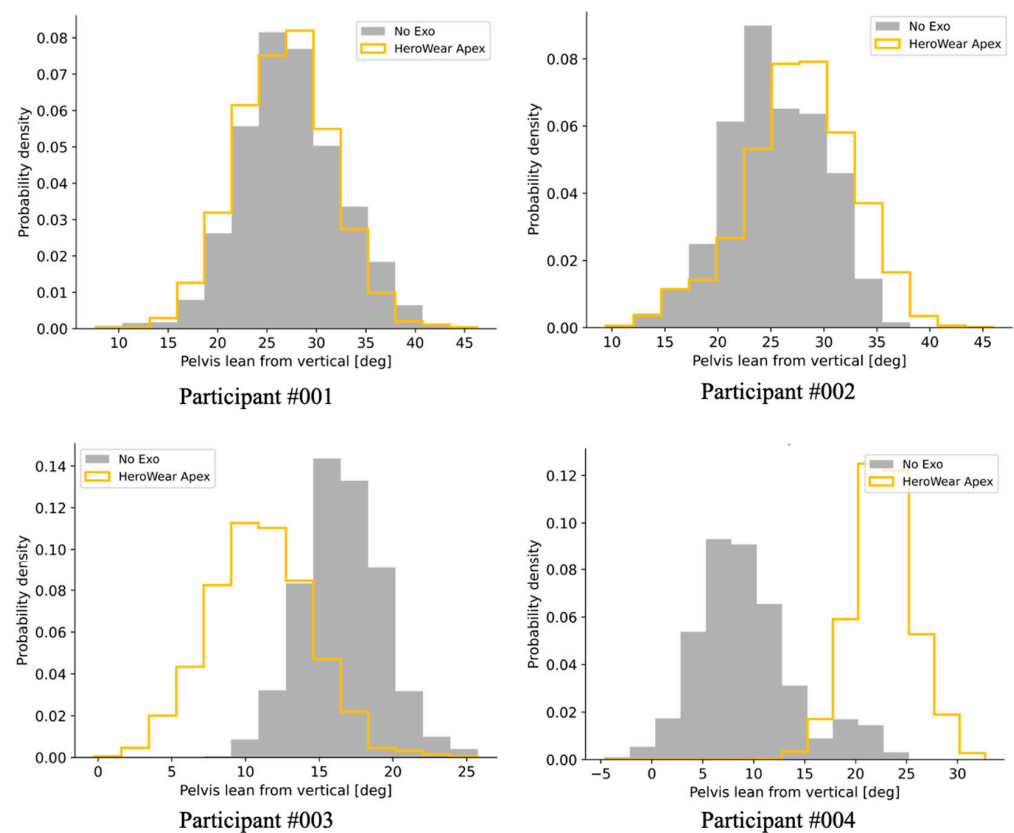 No Exo
HeroWear Apex
Probability density
0.08
0.07
0.06
0.05
0.04
0.03
0.02
0.01
0.00
10 15 20 25 30 35 40 45
Pelvis lean from vertical [deg]
Participant #001
No Exo
HeroWear Apex
Probability density
0.08
0.06
0.04
0.02
0.00
10 15 20 25 30 35 40 45
Pelvis lean from vertical [deg]
Participant #002
No Exo
HeroWear Apex
Probability density
0.14
0.12
0.10
0.08
0.06
0.04
0.02
0.00
0 5 10 15 20 25
Pelvis lean from vertical [deg]
Participant #003
No Exo
HeroWear Apex
Probability density
0.12
0.10
0.08
0.06
0.04
0.02
0.00
−5 0 5 10 15 20 25 30
Pelvis lean from vertical [deg]
Participant #004